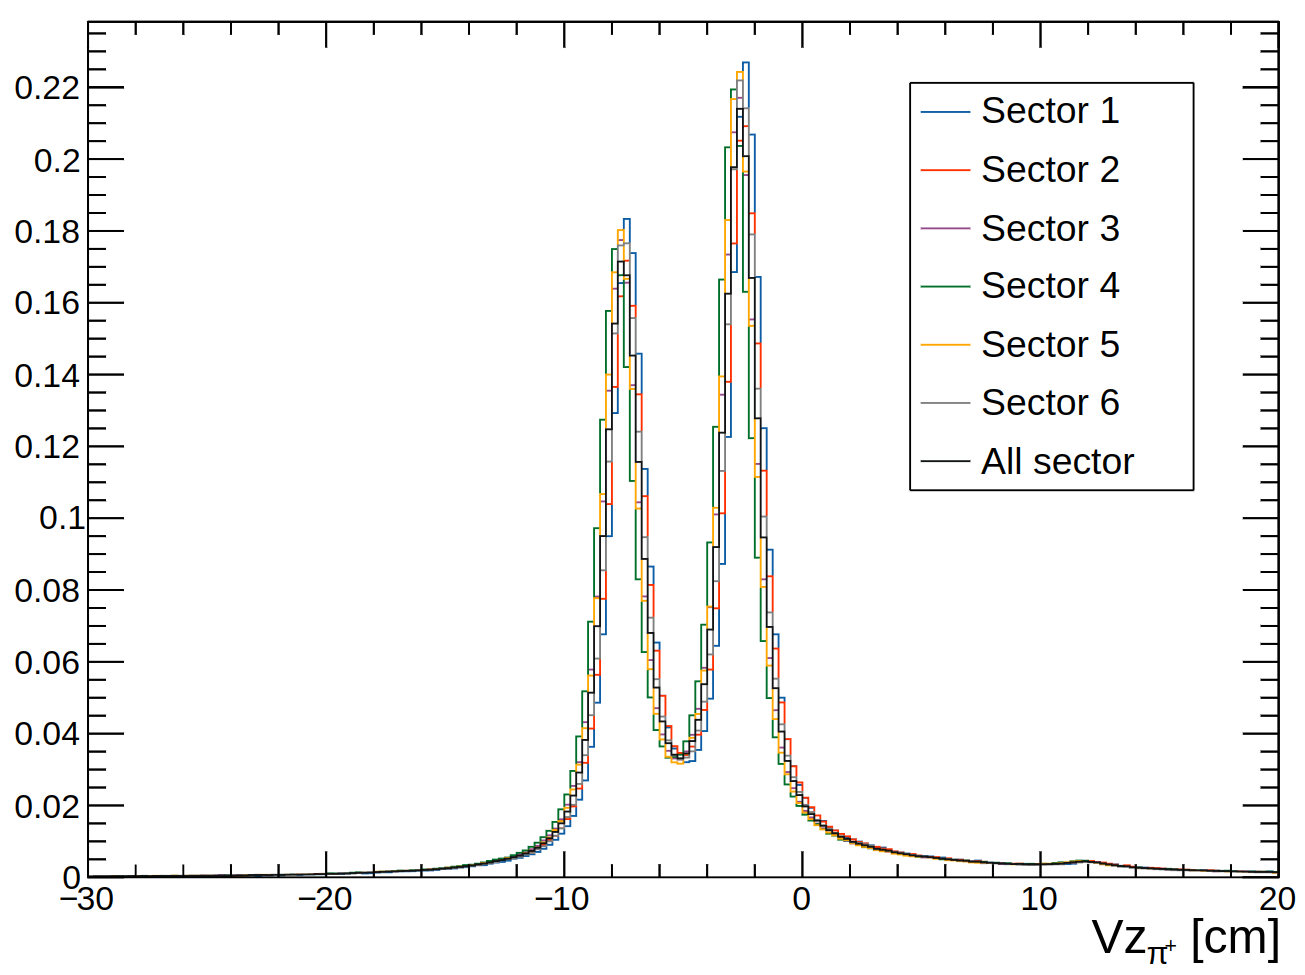 0.22
0.2
0.18
0.16
0.14
0.12
0.1
0.08
0.06
0.04
0.02
0
Sector 1
Sector 2
Sector 3
Sector 4
Sector 5
Sector 6
All sector
−30 −20 −10 0 10 20
Vz_π⁺ [cm]